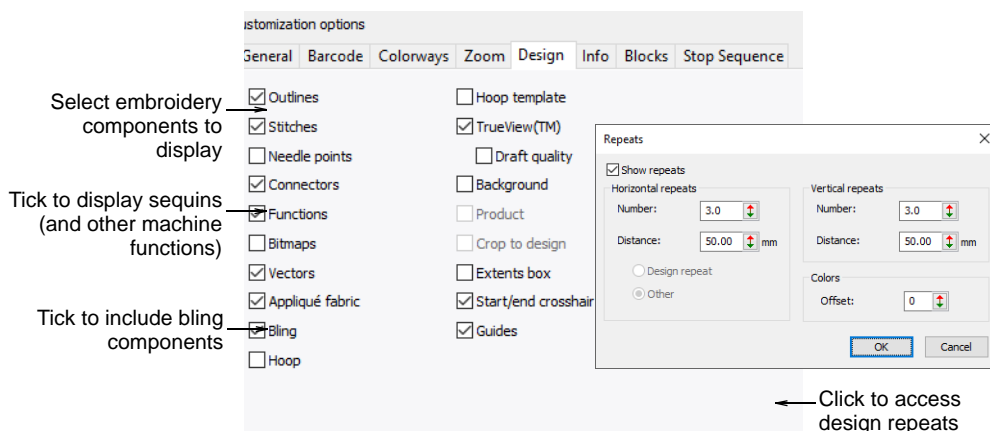 ustomization options
General Barcode Colorways Zoom Design Info Blocks Stop Sequence
Select embroidery
components to
display
Tick to display sequins
(and other machine
functions)
Tick to include bling
components
Outlines
Stitches
Needle points
Connectors
Functions
Bitmaps
Vectors
Appliqué fabric
Bling
Hoop
Hoop template
TrueView(TM)
Draft quality
Background
Product
Crop to design
Extents box
Start/end crosshair
Guides
Repeats
Show repeats
Horizontal repeats
Number: 3.0
Distance: 50.00 mm
Design repeat
Other
Vertical repeats
Number: 3.0
Distance: 50.00 mm
Colors
Offset: 0
OK Cancel
Click to access
design repeats